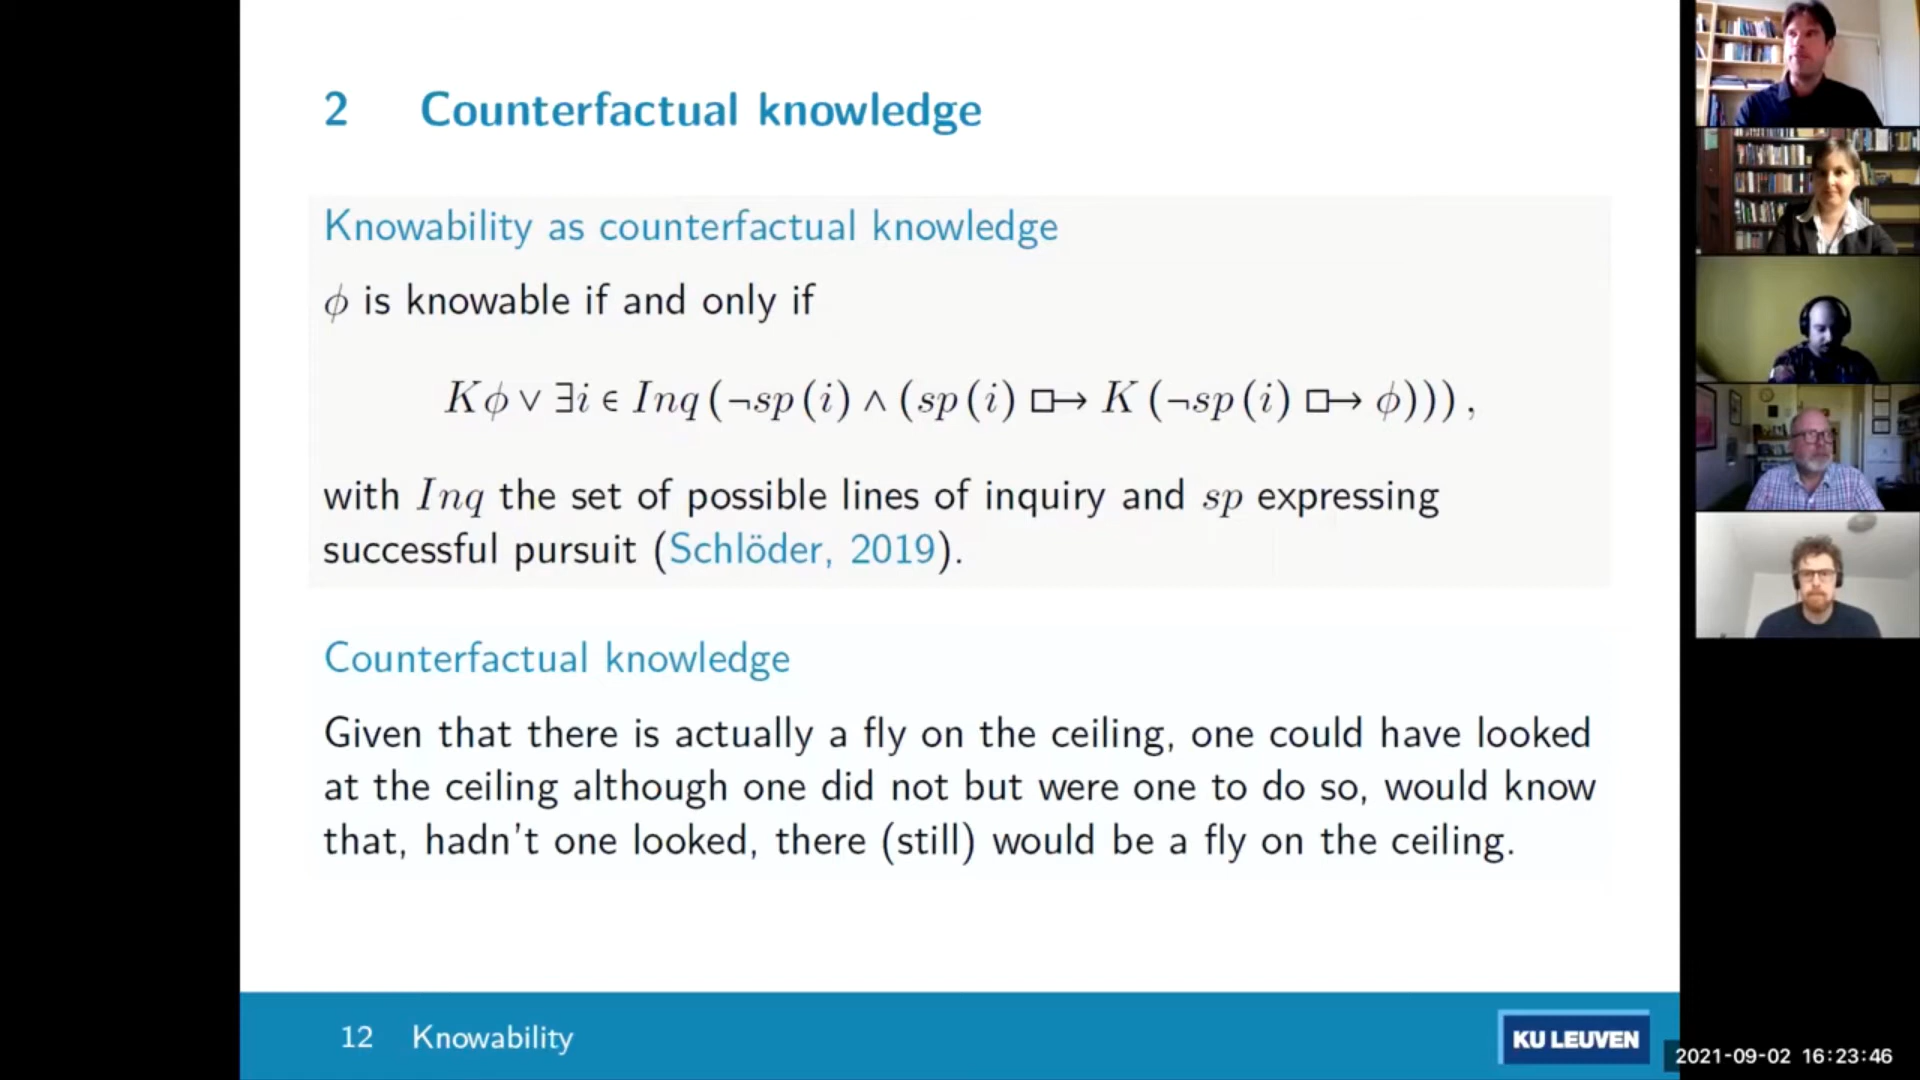 2 Counterfactual knowledge
Knowability as counterfactual knowledge
ϕ is knowable if and only if
Kϕ ∨ ∃i ∈ Inq (¬sp(i) ∧ (sp(i) □→ K (¬sp(i) □→ ϕ))),
with Inq the set of possible lines of inquiry and sp expressing
successful pursuit (Schlöder, 2019).
Counterfactual knowledge
Given that there is actually a fly on the ceiling, one could have looked
at the ceiling although one did not but were one to do so, would know
that, hadn't one looked, there (still) would be a fly on the ceiling.
12 Knowability
KU LEUVEN
2021-09-02 16:23:46